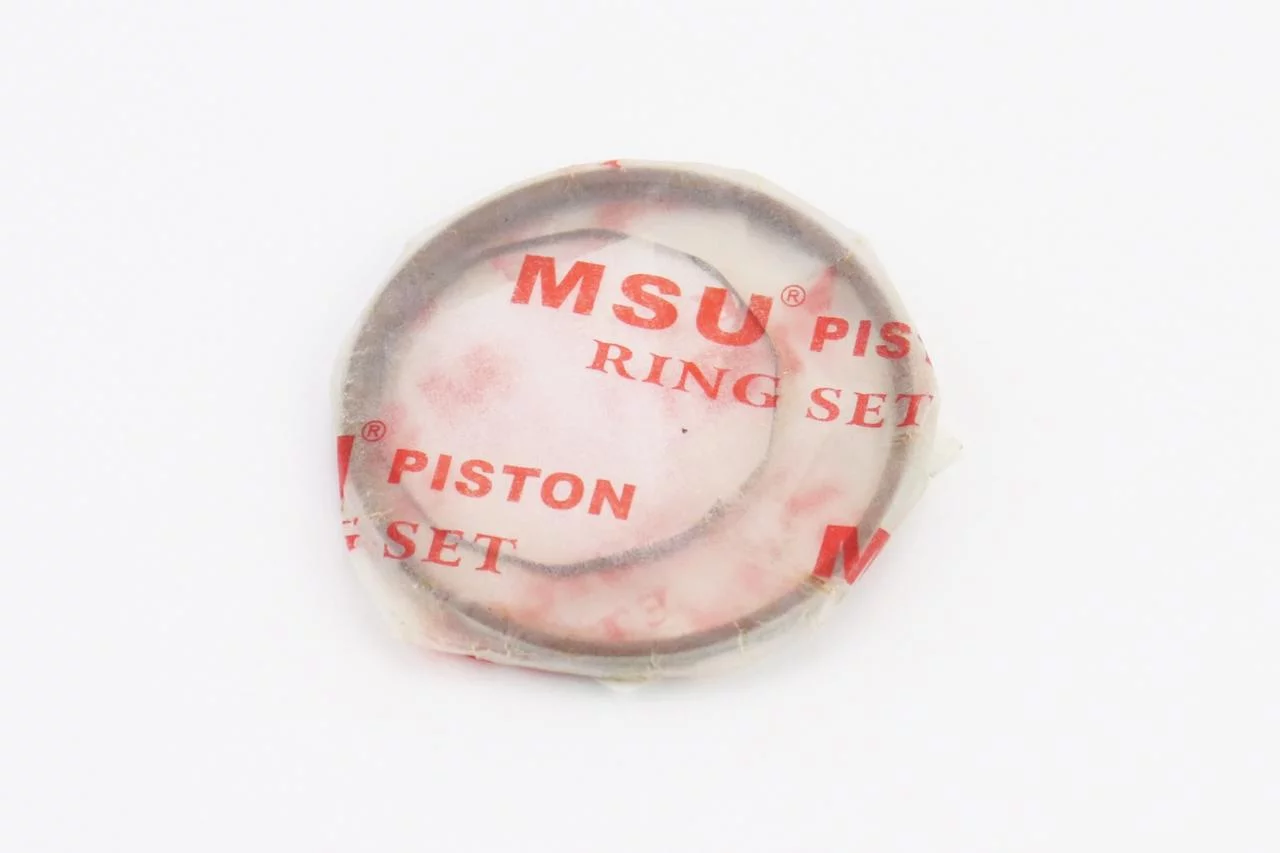 MSU® PIS
RING SET
® PISTON
G SET
M